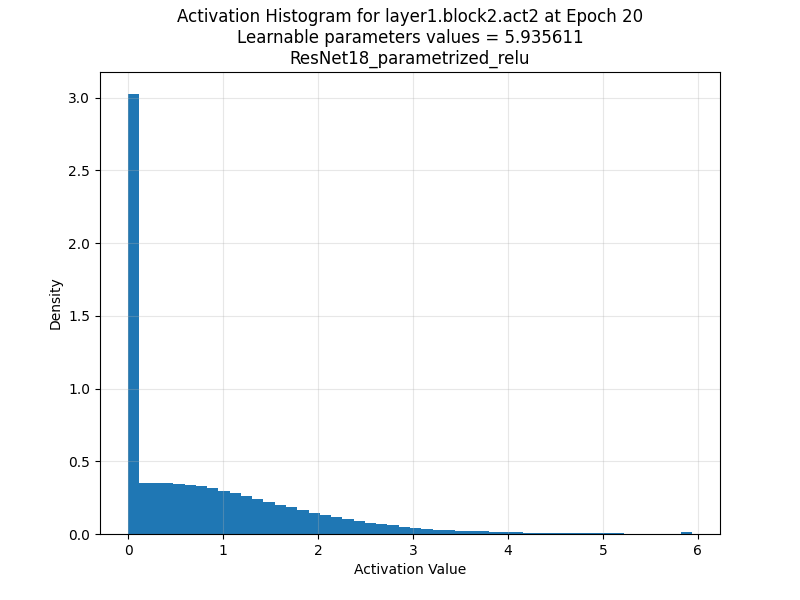 Activation Histogram for layer1.block2.act2 at Epoch 20
Learnable parameters values = 5.935611
ResNet18_parametrized_relu
3.0
2.5
2.0
1.5
1.0
0.5
0.0
Density
0 1 2 3 4 5 6
Activation Value